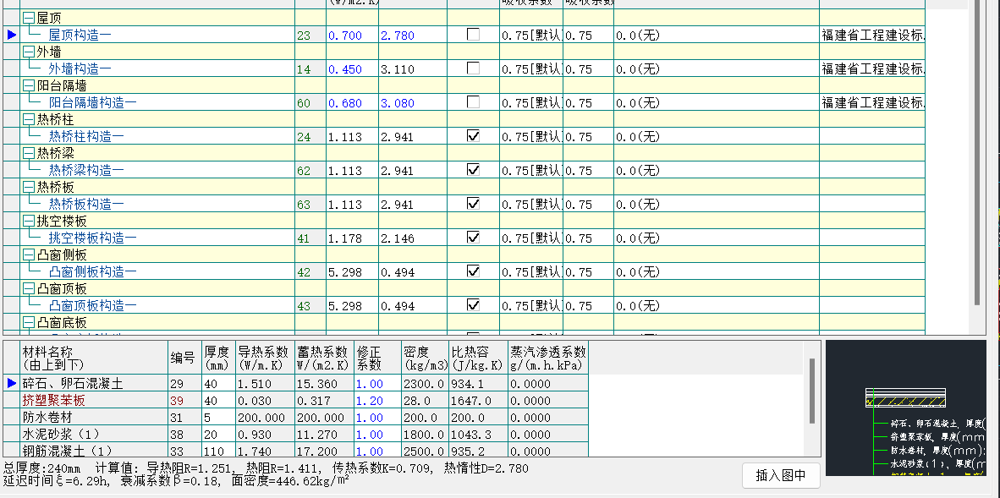 (W/m2.K) 吸收系数 吸收系数
屋顶
屋顶构造一 23 0.700 2.780 0.75[默认] 0.75 0.0(无) 福建省工程建设标.
外墙
外墙构造一 14 0.450 3.110 0.75[默认] 0.75 0.0(无) 福建省工程建设标.
阳台隔墙
阳台隔墙构造一 60 0.680 3.080 0.75[默认] 0.75 0.0(无) 福建省工程建设标.
热桥柱
热桥柱构造一 24 1.113 2.941 0.75[默认] 0.75 0.0(无)
热桥梁
热桥梁构造一 62 1.113 2.941 0.75[默认] 0.75 0.0(无)
热桥板
热桥板构造一 63 1.113 2.941 0.75[默认] 0.75 0.0(无)
挑空楼板
挑空楼板构造一 41 1.178 2.146 0.75[默认] 0.75 0.0(无)
凸窗侧板
凸窗侧板构造一 42 5.298 0.494 0.75[默认] 0.75 0.0(无)
凸窗顶板
凸窗顶板构造一 43 5.298 0.494 0.75[默认] 0.75 0.0(无)
凸窗底板
材料名称 编号 厚度 导热系数 蓄热系数 修正 密度 比热容 蒸汽渗透系数
(由上到下) (mm) (W/m.K) W/(m2.K) 系数 (kg/m3) (J/kg.K) g/(m.h.kPa)
碎石、卵石混凝土 29 40 1.510 15.360 1.00 2300.0 934.1 0.0000
挤塑聚苯板 39 40 0.030 0.317 1.20 28.0 1647.0 0.0000
防水卷材 31 5 200.000 200.000 1.00 200.0 200.0 0.0000
水泥砂浆（1） 38 20 0.930 11.270 1.00 1800.0 1043.3 0.0000
钢筋混凝土（1） 33 110 1.740 17.200 1.00 2500.0 935.2 0.0000
碎石、卵石混凝土, 厚度(
挤塑聚苯板, 厚度(mm
防水卷材, 厚度(mm):
水泥砂浆(1), 厚度(m
总厚度:240mm 计算值: 导热阻R=1.251, 热阻R=1.411, 传热系数K=0.709, 热惰性D=2.780
延迟时间ξ=6.29h, 衰减系数β=0.18, 面密度=446.62kg/m²
插入图中